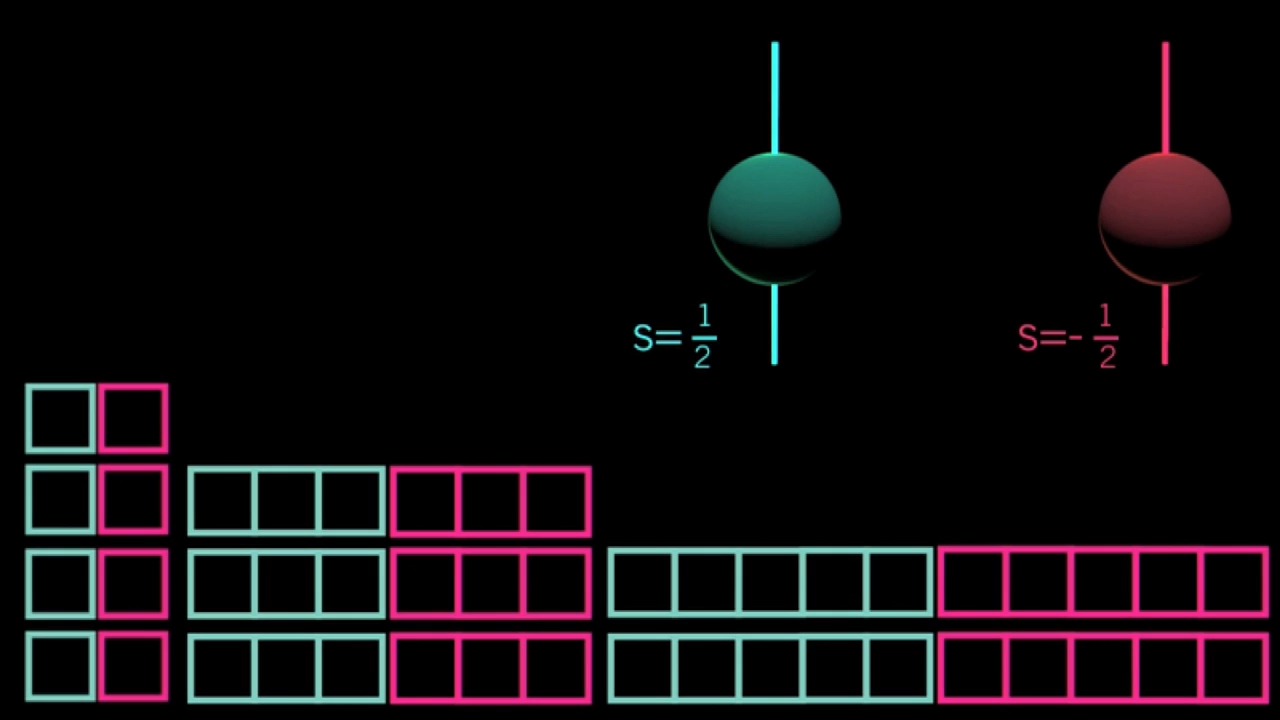 S= 1/2
S=- 1/2